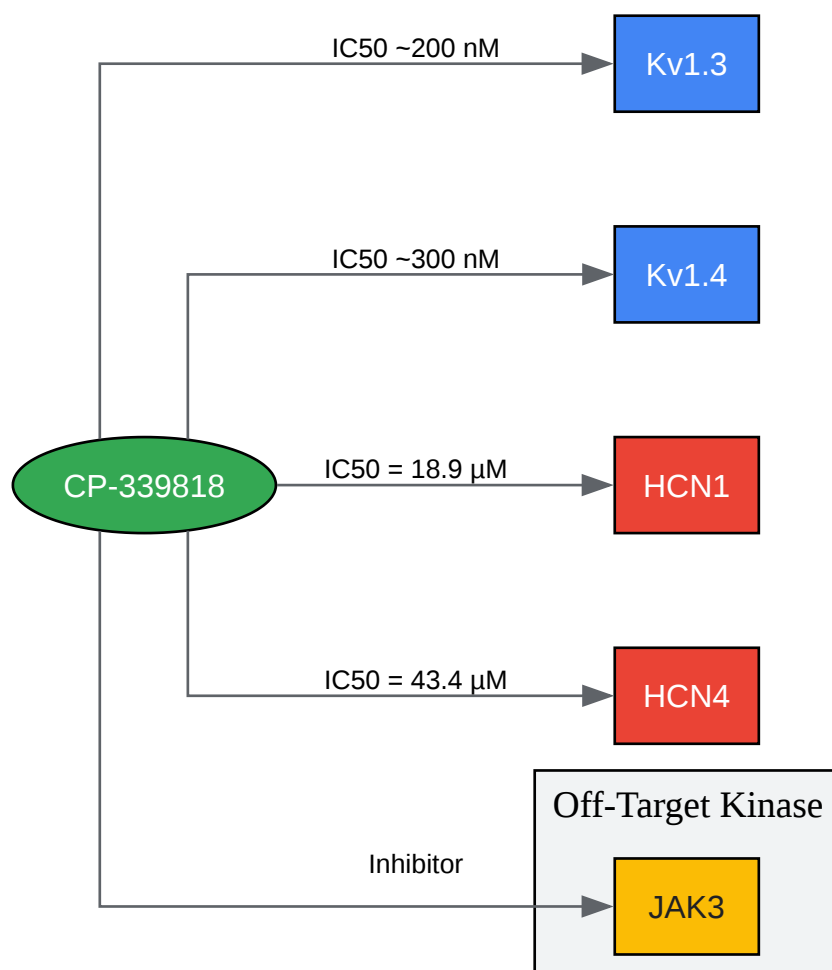 IC50 ~200 nM
Kv1.3
IC50 ~300 nM
Kv1.4
CP-339818
IC50 = 18.9 µM
HCN1
IC50 = 43.4 µM
HCN4
Off-Target Kinase
Inhibitor
JAK3